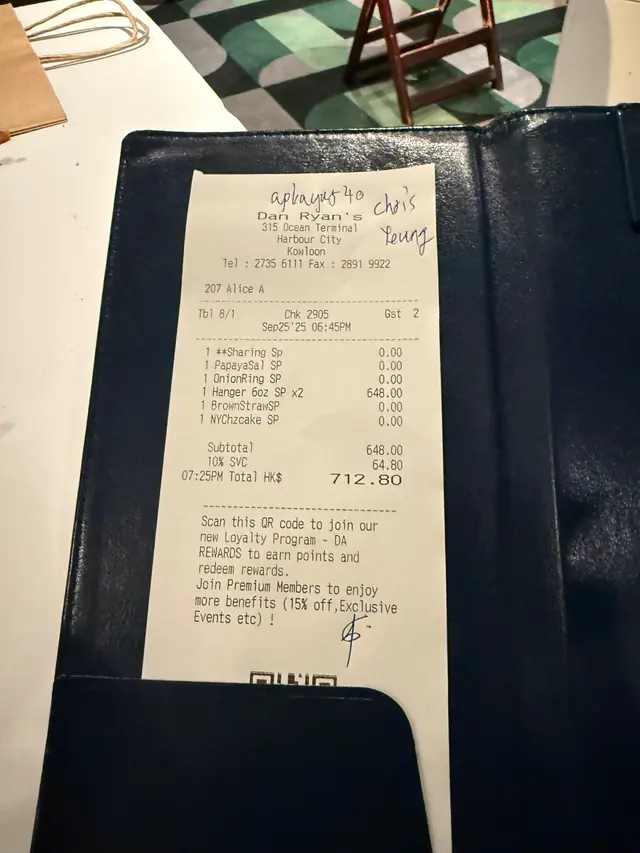 apkayus 40
Chris
Yeung
Dan Ryan's
315 Ocean Terminal
Harbour City
Kowloon
Tel : 2735 6111 Fax : 2891 9922
207 Alice A
Tbl 8/1 Chk 2905 Gst 2
Sep25'25 06:45PM
1 **Sharing Sp 0.00
1 PapayaSal SP 0.00
1 OnionRing SP 0.00
1 Hanger 6oz SP x2 648.00
1 BrownStrawSP 0.00
1 NYChzcake SP 0.00
Subtotal 648.00
10% SVC 64.80
07:25PM Total HK$ 712.80
Scan this QR code to join our
new Loyalty Program - DA
REWARDS to earn points and
redeem rewards.
Join Premium Members to enjoy
more benefits (15% off,Exclusive
Events etc) !